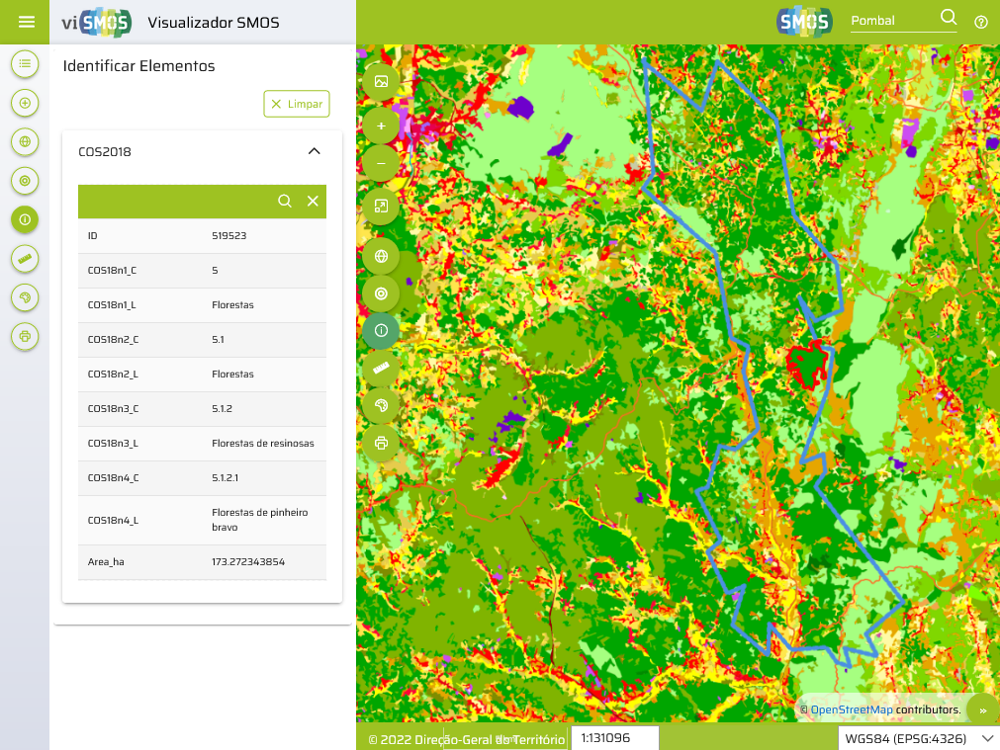 viSMOS
Visualizador SMOS
SMOS
Pombal
Identificar Elementos
Limpar
COS2018
ID 519523
COS18n1_C 5
COS18n1_L Florestas
COS18n2_C 5.1
COS18n2_L Florestas
COS18n3_C 5.1.2
COS18n3_L Florestas de resinosas
COS18n4_C 5.1.2.1
COS18n4_L Florestas de pinheiro
bravo
Area_ha 173.272343854
© OpenStreetMap contributors.
»
© 2022 Direção-Geral do Território
1:131096
WGS84 (EPSG:4326)